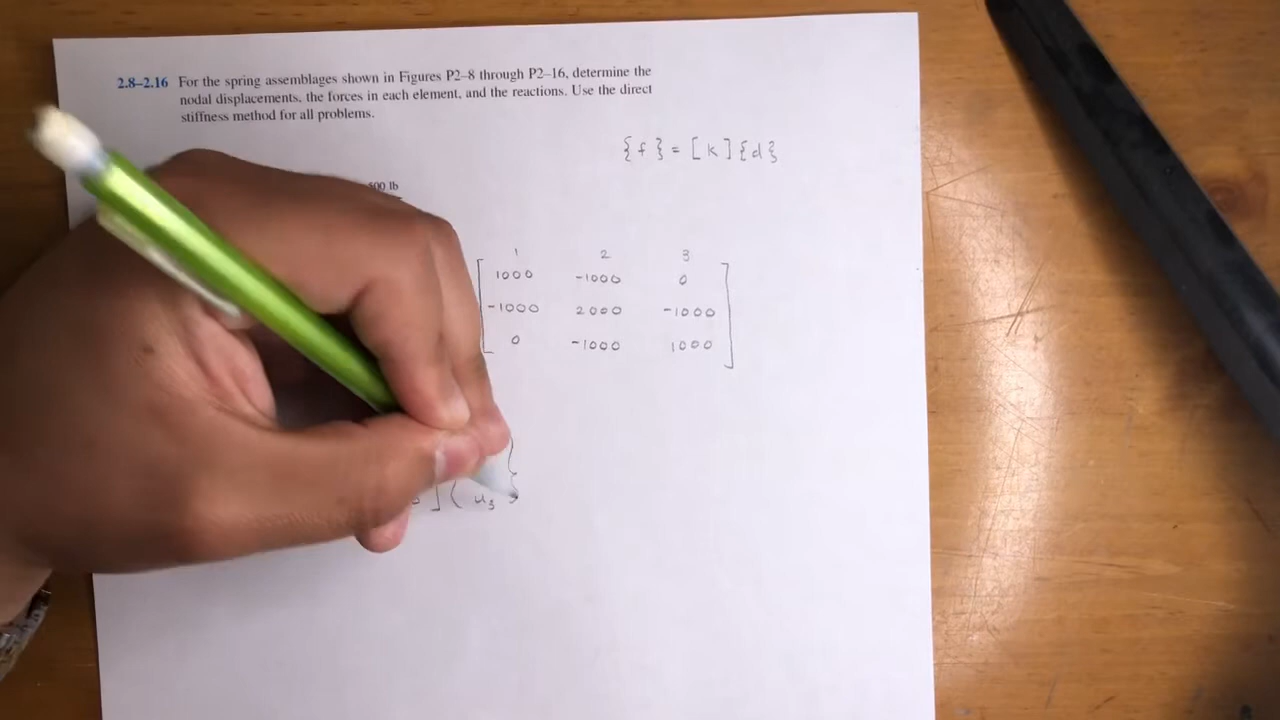 2.8–2.16 For the spring assemblages shown in Figures P2–8 through P2–16, determine the
nodal displacements, the forces in each element, and the reactions. Use the direct
stiffness method for all problems.
{f} = [k]{d}
lb
1 2 3
1000 -1000 0
-1000 2000 -1000
0 -1000 1000
u3